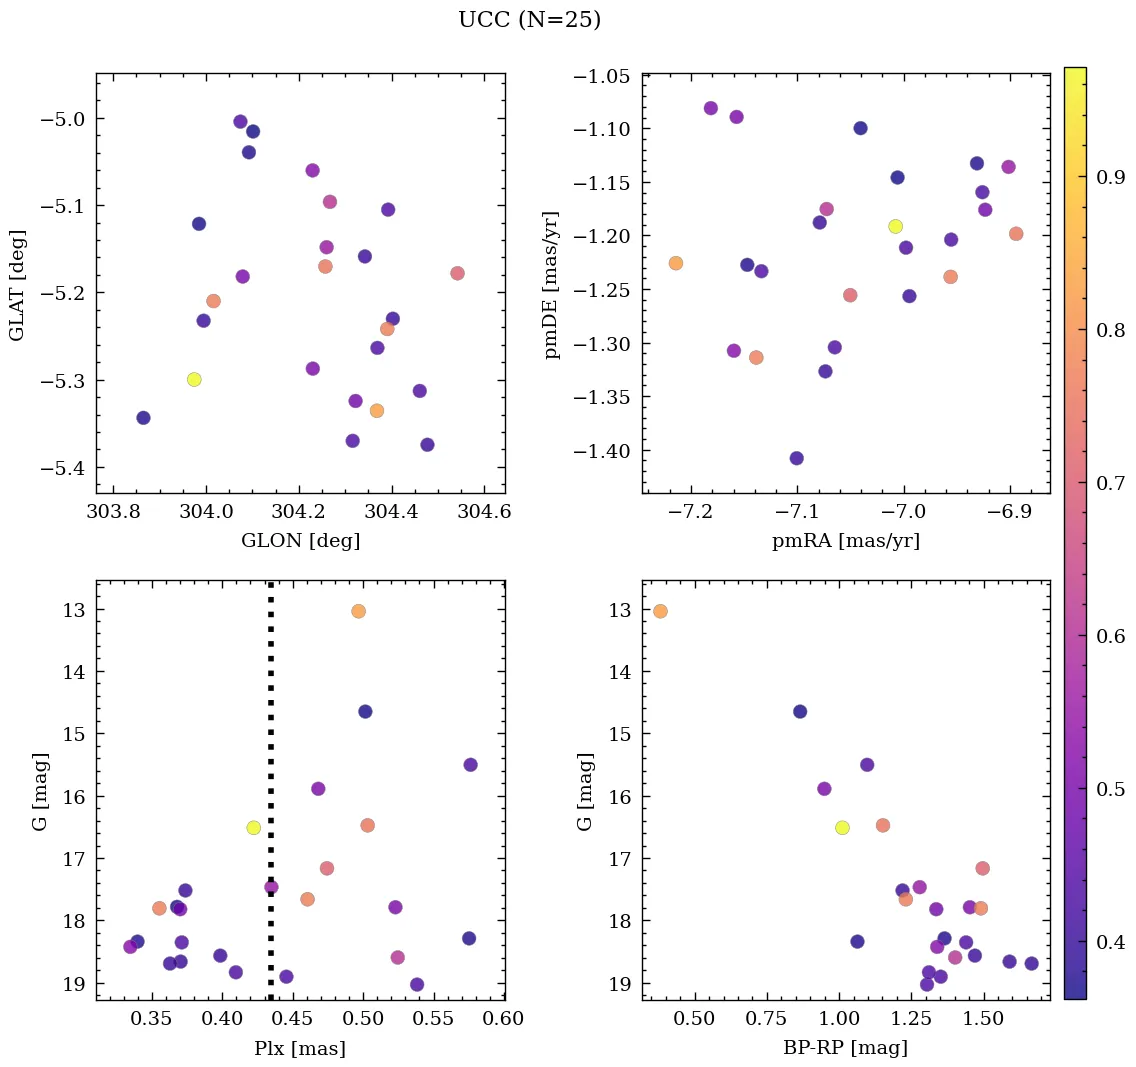 UCC (N=25)
−5.0
−5.1
−5.2
−5.3
−5.4
GLAT [deg]
303.8 304.0 304.2 304.4 304.6
GLON [deg]
−1.05
−1.10
−1.15
−1.20
−1.25
−1.30
−1.35
−1.40
pmDE [mas/yr]
−7.2 −7.1 −7.0 −6.9
pmRA [mas/yr]
13
14
15
16
17
18
19
G [mag]
0.35 0.40 0.45 0.50 0.55 0.60
Plx [mas]
13
14
15
16
17
18
19
G [mag]
0.50 0.75 1.00 1.25 1.50
BP-RP [mag]
0.9
0.8
0.7
0.6
0.5
0.4